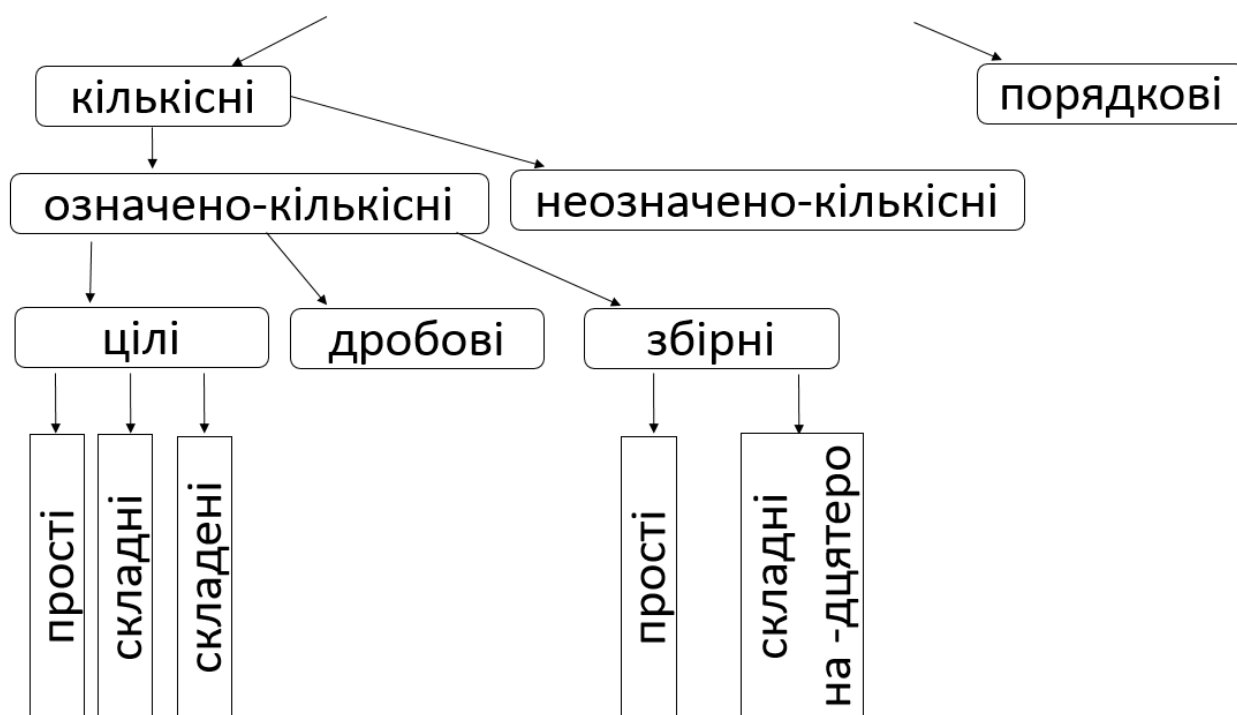 кількісні
порядкові
означено-кількісні
неозначено-кількісні
цілі
дробові
збірні
прості
складні
складені
прості
складні
на -дцятеро